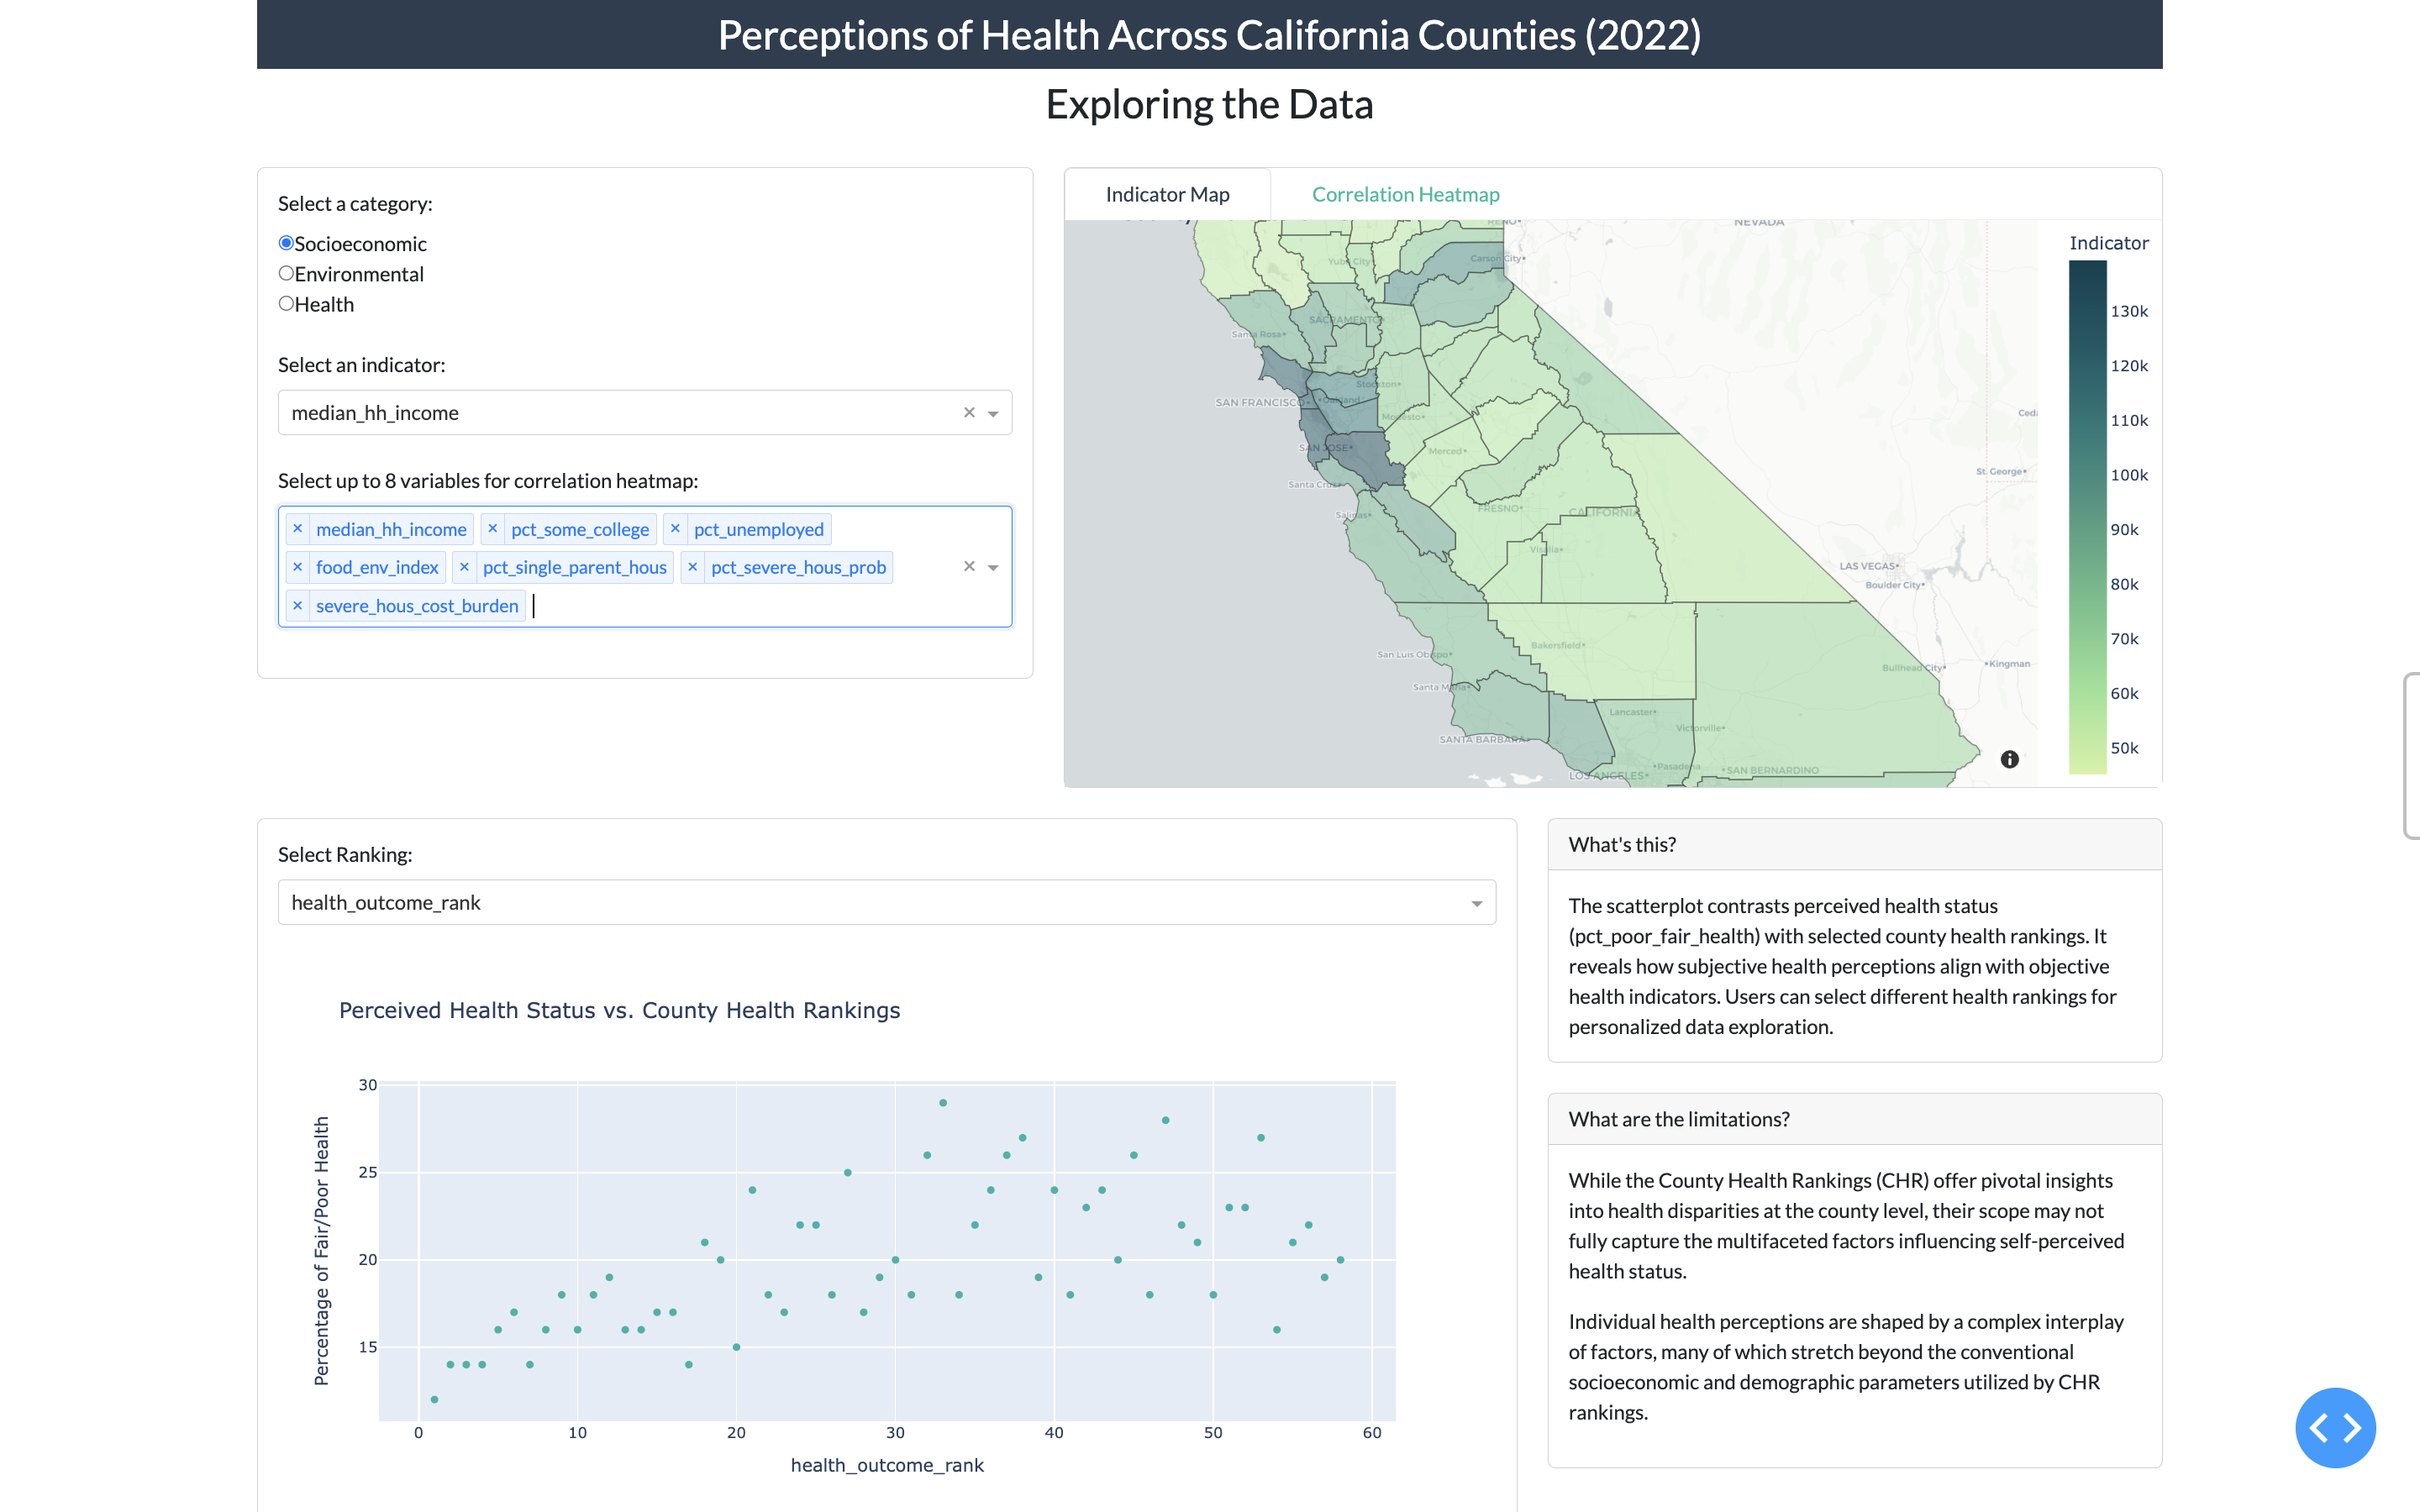 Perceptions of Health Across California Counties (2022)
Exploring the Data
Select a category:
Socioeconomic
Environmental
Health
Select an indicator:
median_hh_income
Select up to 8 variables for correlation heatmap:
× median_hh_income × pct_some_college × pct_unemployed
× food_env_index × pct_single_parent_hous × pct_severe_hous_prob
× severe_hous_cost_burden
Indicator Map
Correlation Heatmap
RENO
NEVADA
Yuba City
Carson City
SACRAMENTO
Santa Rosa
Stockton
SAN FRANCISCO
Oakland
Modesto
SAN JOSE
Merced
Santa Cruz
Salinas
FRESNO
CALIFORNIA
Visalia
St. George
LAS VEGAS
Boulder City
Bakersfield
San Luis Obispo
Bullhead City
Kingman
Santa Maria
Lancaster
Victorville
SANTA BARBARA
Pasadena
LOS ANGELES
SAN BERNARDINO
Indicator
130k
120k
110k
100k
90k
80k
70k
60k
50k
Select Ranking:
health_outcome_rank
Perceived Health Status vs. County Health Rankings
Percentage of Fair/Poor Health
30
25
20
15
0 10 20 30 40 50 60
health_outcome_rank
What's this?
The scatterplot contrasts perceived health status
(pct_poor_fair_health) with selected county health rankings. It
reveals how subjective health perceptions align with objective
health indicators. Users can select different health rankings for
personalized data exploration.
What are the limitations?
While the County Health Rankings (CHR) offer pivotal insights
into health disparities at the county level, their scope may not
fully capture the multifaceted factors influencing self-perceived
health status.
Individual health perceptions are shaped by a complex interplay
of factors, many of which stretch beyond the conventional
socioeconomic and demographic parameters utilized by CHR
rankings.